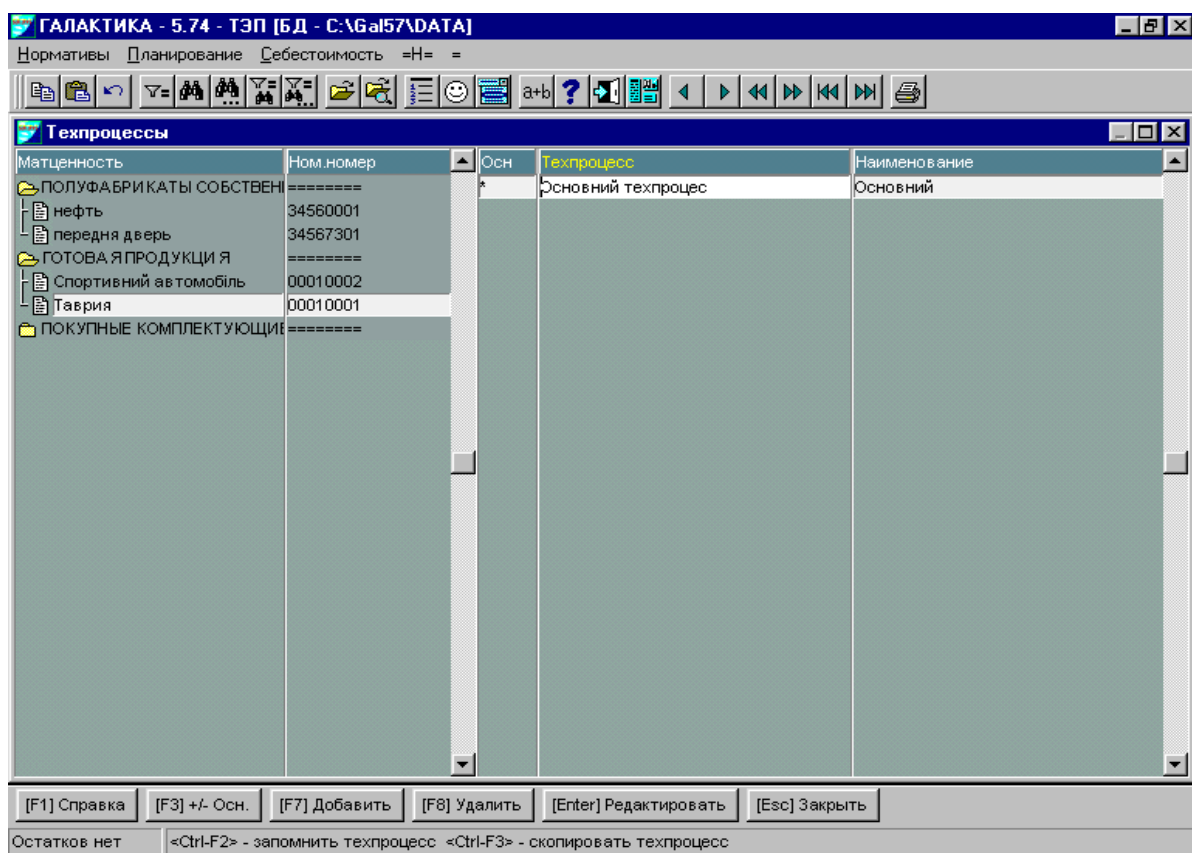 ГАЛАКТИКА - 5.74 - ТЭП [БД - C:\Gal57\DATA]
Нормативы Планирование Себестоимость =Н= =
a+b ?
Техпроцессы
Матценность Ном.номер Осн Техпроцесс Наименование
ПОЛУФАБРИКАТЫ СОБСТВЕН ======== * Основний техпроцес Основний
нефть 34560001
передня дверь 34567301
ГОТОВАЯ ПРОДУКЦИЯ ========
Спортивний автомобіль 00010002
Таврия 00010001
ПОКУПНЫЕ КОМПЛЕКТУЮЩИЕ ========
[F1] Справка [F3] +/- Осн. [F7] Добавить [F8] Удалить [Enter] Редактировать [Esc] Закрыть
Остатков нет <Ctrl-F2> - запомнить техпроцесс <Ctrl-F3> - скопировать техпроцесс